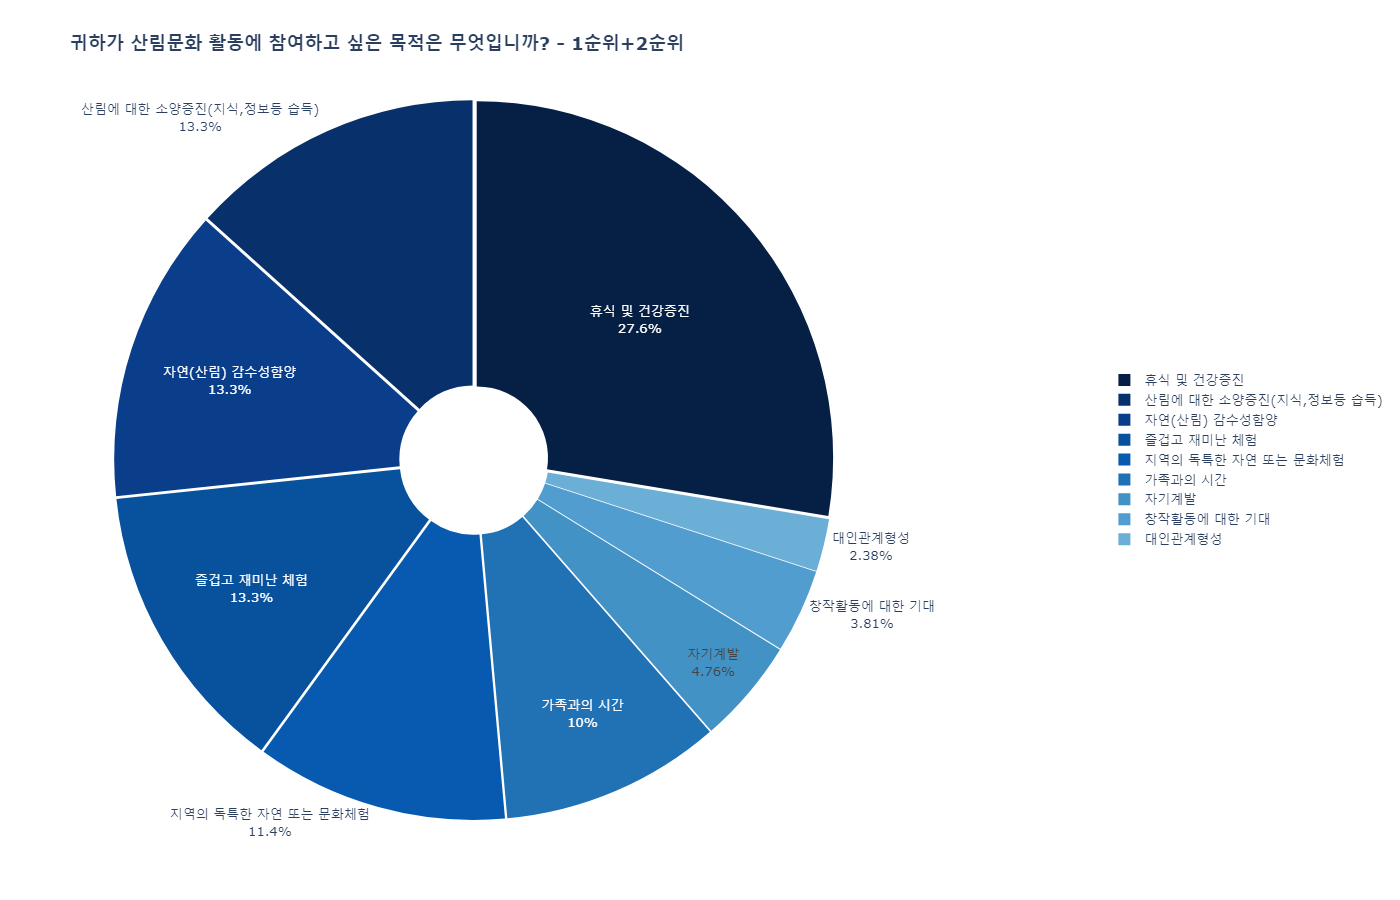 귀하가 산림문화 활동에 참여하고 싶은 목적은 무엇입니까? - 1순위+2순위
산림에 대한 소양증진(지식,정보등 습득)
13.3%
휴식 및 건강증진
27.6%
자연(산림) 감수성함양
13.3%
즐겁고 재미난 체험
13.3%
대인관계형성
2.38%
창작활동에 대한 기대
3.81%
자기계발
4.76%
가족과의 시간
10%
지역의 독특한 자연 또는 문화체험
11.4%
휴식 및 건강증진
산림에 대한 소양증진(지식,정보등 습득)
자연(산림) 감수성함양
즐겁고 재미난 체험
지역의 독특한 자연 또는 문화체험
가족과의 시간
자기계발
창작활동에 대한 기대
대인관계형성